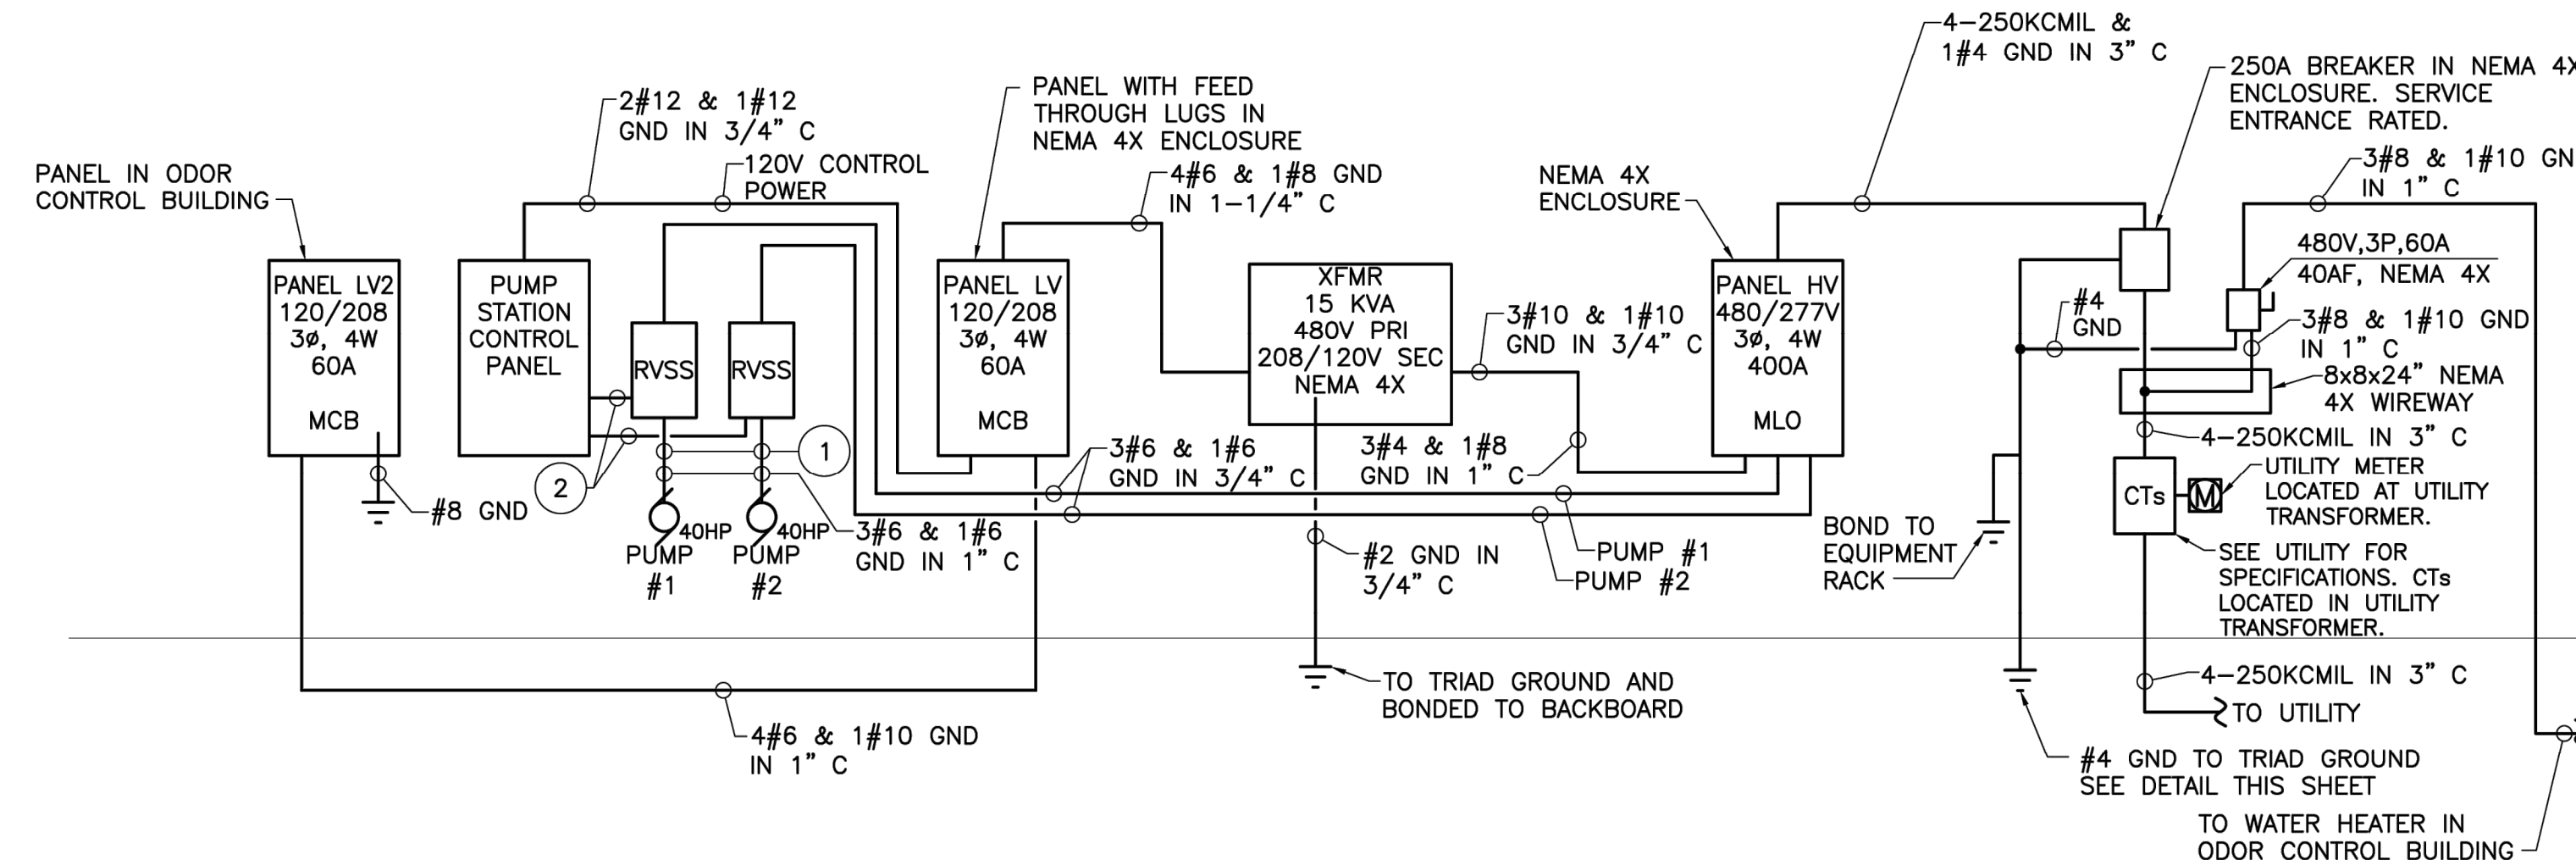 4-250KCMIL &
1#4 GND IN 3" C
250A BREAKER IN NEMA 4X
ENCLOSURE. SERVICE
ENTRANCE RATED.
PANEL WITH FEED
THROUGH LUGS IN
NEMA 4X ENCLOSURE
2#12 & 1#12
GND IN 3/4" C
120V CONTROL
POWER
PANEL IN ODOR
CONTROL BUILDING
4#6 & 1#8 GND
IN 1-1/4" C
NEMA 4X
ENCLOSURE
3#8 & 1#10 GN
IN 1" C
480V,3P,60A
40AF, NEMA 4X
PANEL LV2
120/208
3ø, 4W
60A
MCB
PUMP
STATION
CONTROL
PANEL
RVSS
RVSS
PANEL LV
120/208
3ø, 4W
60A
MCB
XFMR
15 KVA
480V PRI
208/120V SEC
NEMA 4X
3#10 & 1#10
GND IN 3/4" C
PANEL HV
480/277V
3ø, 4W
400A
MLO
#4
GND
3#8 & 1#10 GND
IN 1" C
8x8x24" NEMA
4X WIREWAY
4-250KCMIL IN 3" C
1
2
3#6 & 1#6
GND IN 3/4" C
3#4 & 1#8
GND IN 1" C
CTs
M
UTILITY METER
LOCATED AT UTILITY
TRANSFORMER.
#8 GND
40HP
PUMP
#1
40HP
PUMP
#2
3#6 & 1#6
GND IN 1" C
#2 GND IN
3/4" C
PUMP #1
PUMP #2
BOND TO
EQUIPMENT
RACK
SEE UTILITY FOR
SPECIFICATIONS. CTs
LOCATED IN UTILITY
TRANSFORMER.
TO TRIAD GROUND AND
BONDED TO BACKBOARD
4-250KCMIL IN 3" C
TO UTILITY
4#6 & 1#10 GND
IN 1" C
#4 GND TO TRIAD GROUND
SEE DETAIL THIS SHEET
TO WATER HEATER IN
ODOR CONTROL BUILDING